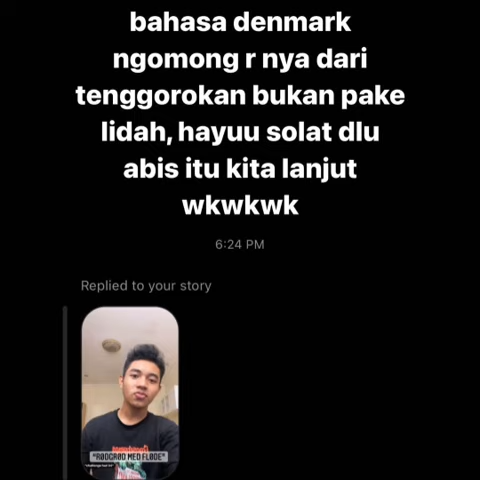 bahasa denmark
ngomong r nya dari
tenggorokan bukan pake
lidah, hayuu solat dlu
abis itu kita lanjut
wkwkwk
6:24 PM
Replied to your story
"RØDGRØD MED FLØDE"